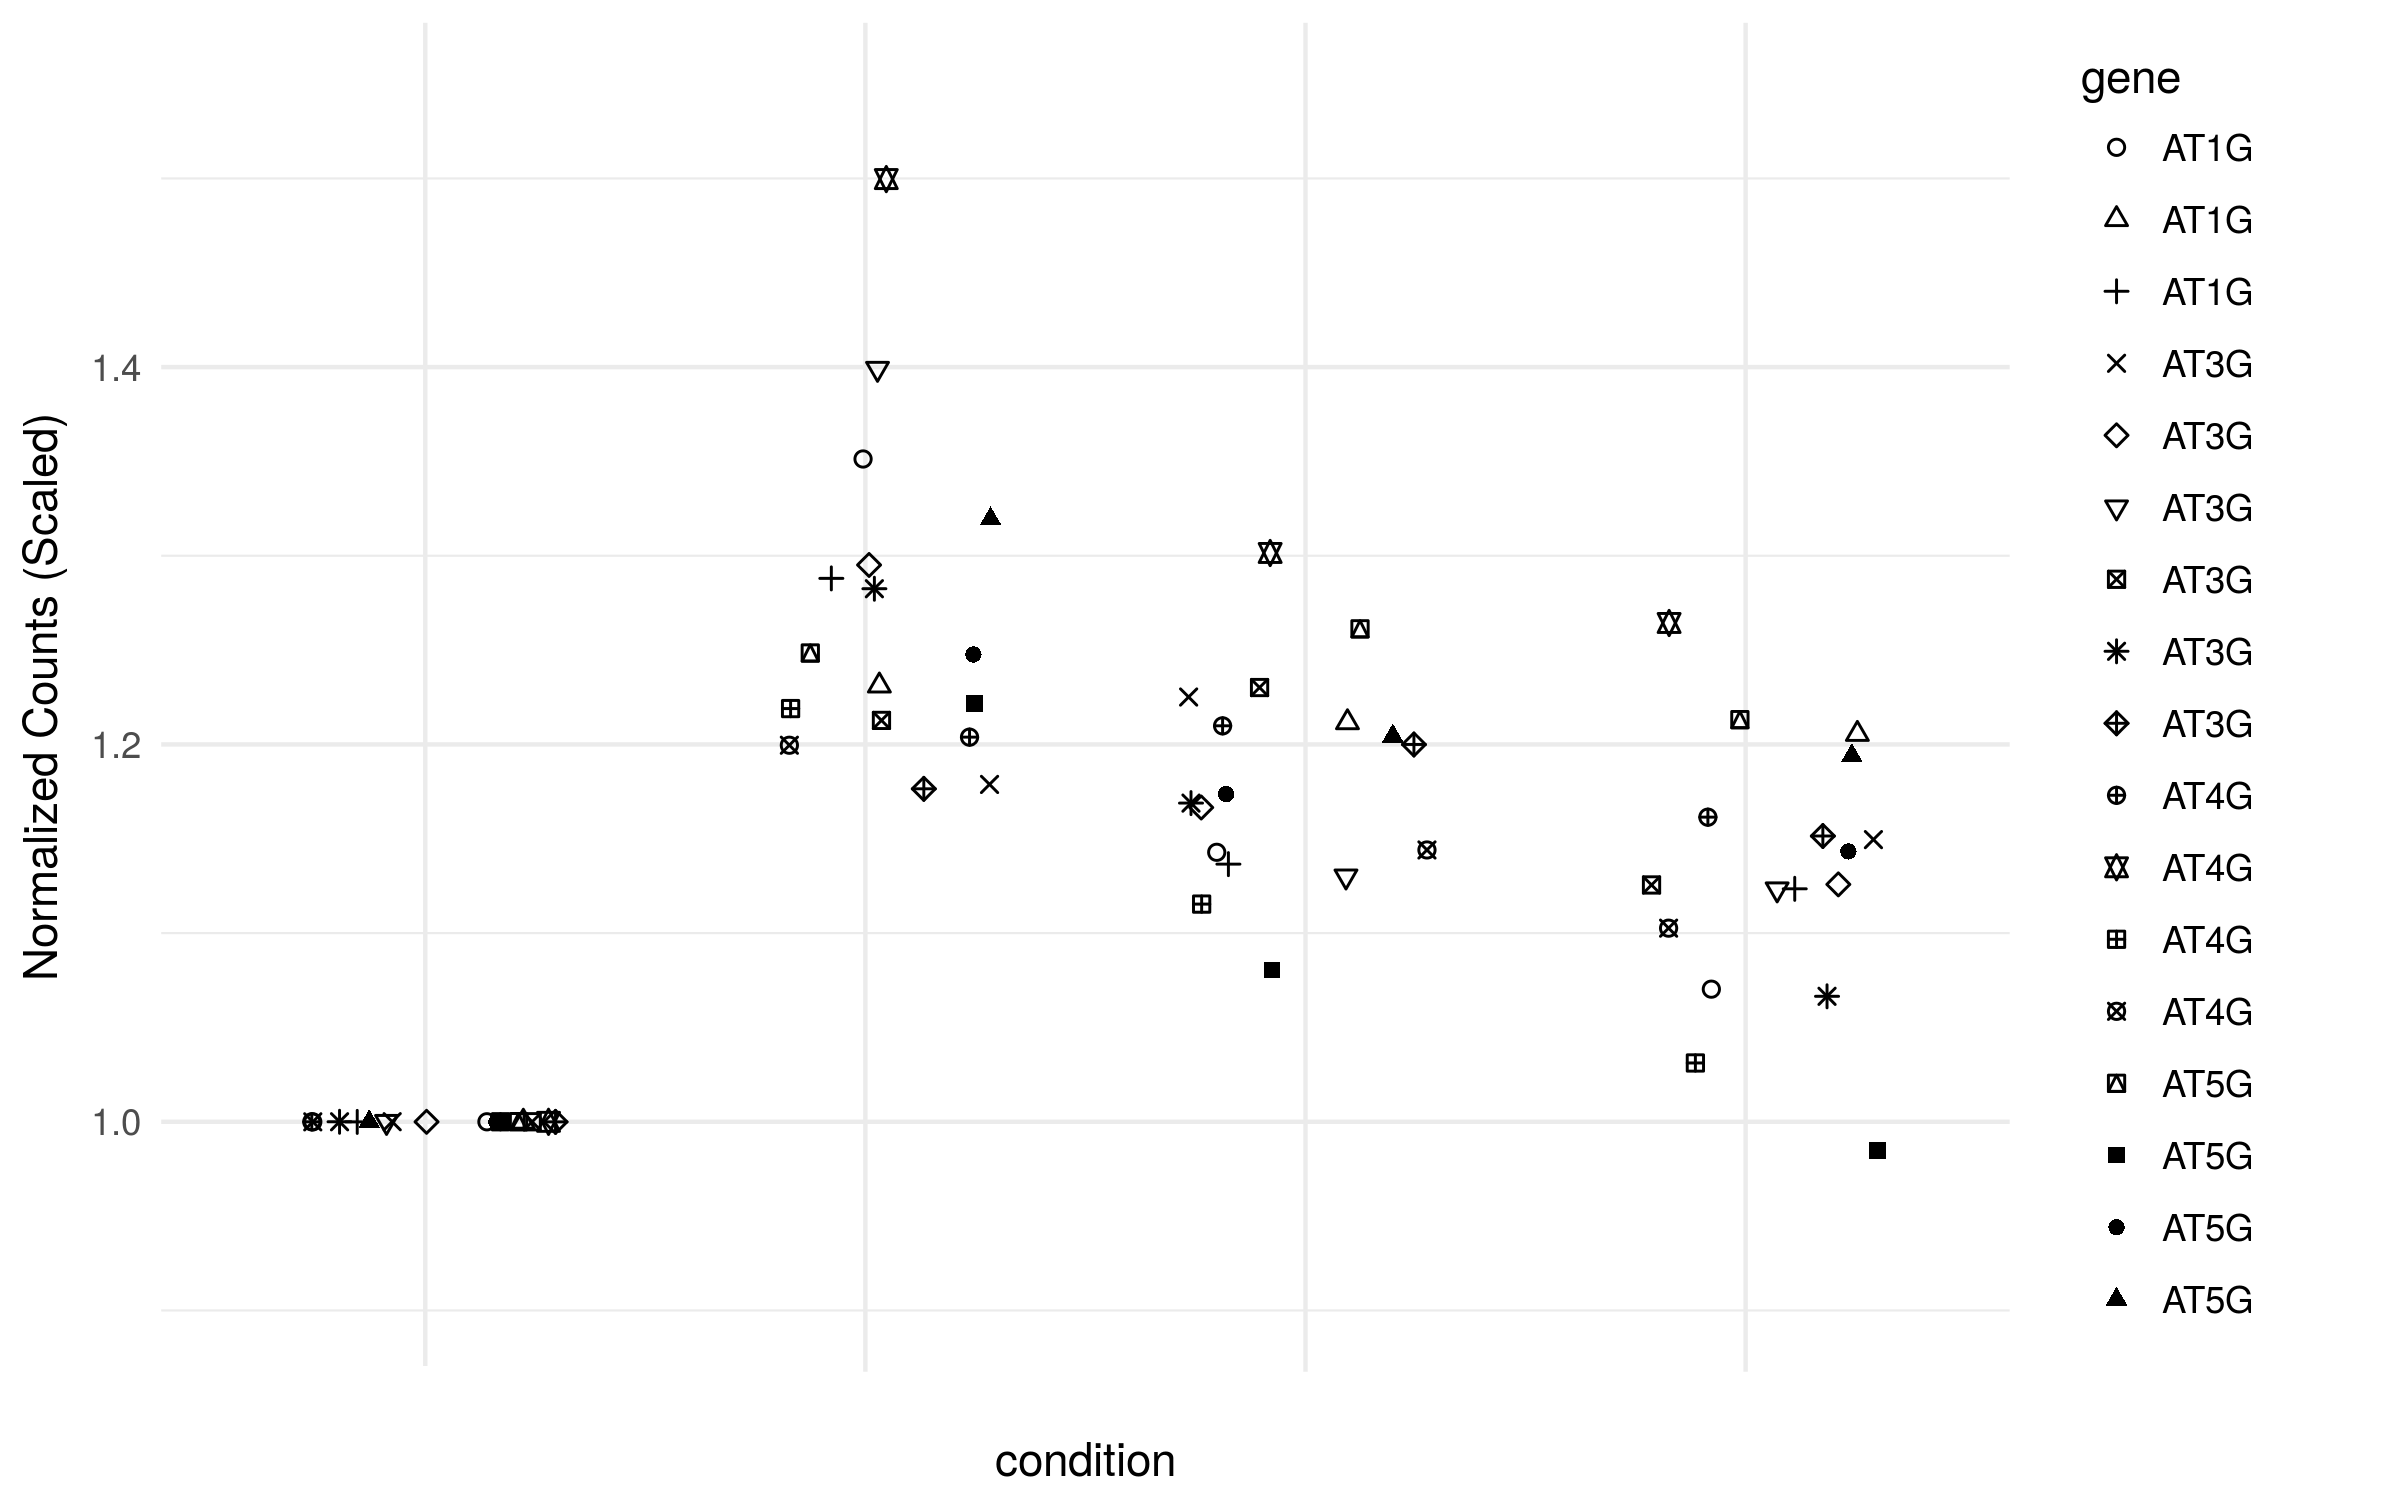 gene
AT1G
AT1G
AT1G
AT3G
AT3G
AT3G
AT3G
AT3G
AT3G
AT4G
AT4G
AT4G
AT4G
AT5G
AT5G
AT5G
AT5G
Normalized Counts (Scaled)
1.4
1.2
1.0
condition